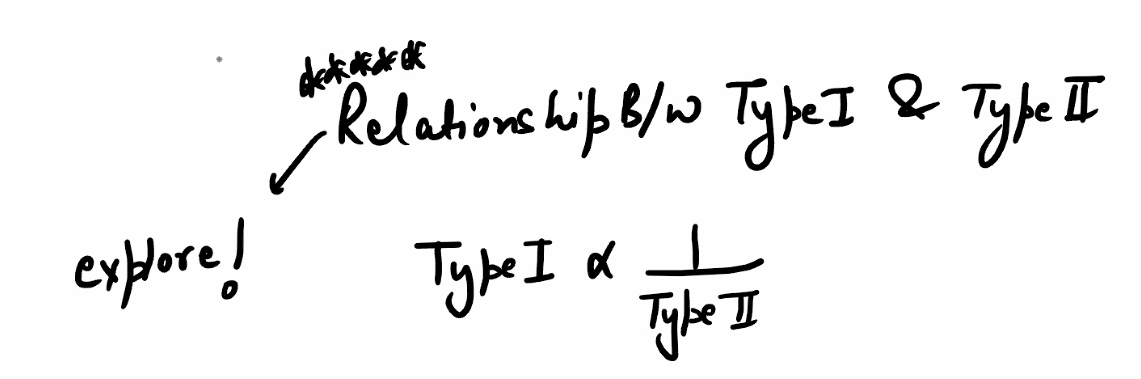 *****
Relationship B/w Type I & Type II
explore!
Type I ∝ 1/Type II